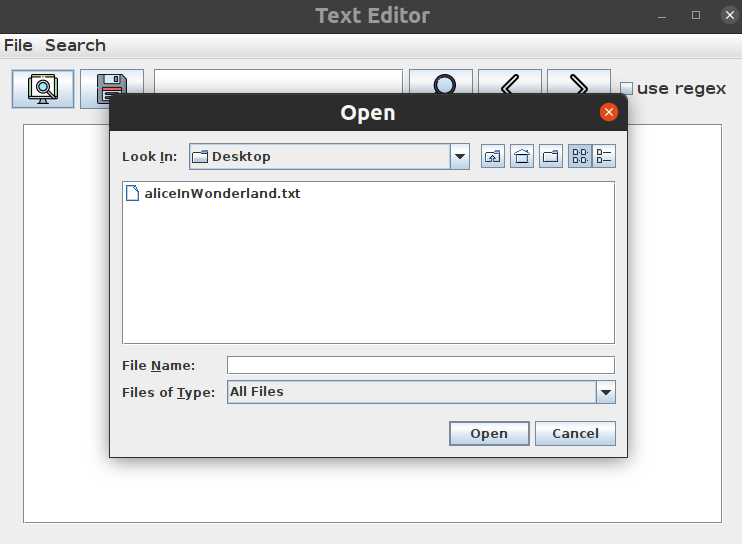 Text Editor
File Search
use regex
Open
Look In: Desktop
aliceInWonderland.txt
File Name:
Files of Type: All Files
Open Cancel